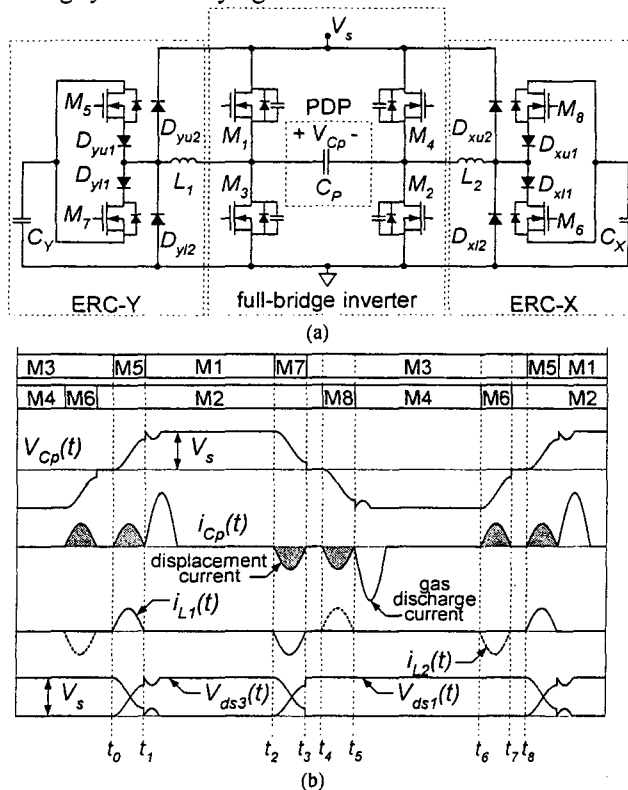 V_s
PDP
M_5
M_8
D_yu2
M_1
+ V_Cp -
M_4
D_xu2
D_yu1
D_xu1
D_yl1
L_1
M_3
C_P
M_2
L_2
D_xl1
C_Y
M_7
D_yl2
D_xl2
M_6
C_X
ERC-Y
full-bridge inverter
ERC-X
(a)
M3 M5 M1 M7 M3 M5 M1
M4 M6 M2 M8 M4 M6 M2
V_Cp(t)
V_s
i_Cp(t)
displacement
current
gas
discharge
current
i_L1(t)
i_L2(t)
V_s
V_ds3(t)
V_ds1(t)
t_0 t_1 t_2 t_3 t_4 t_5 t_6 t_7 t_8
(b)